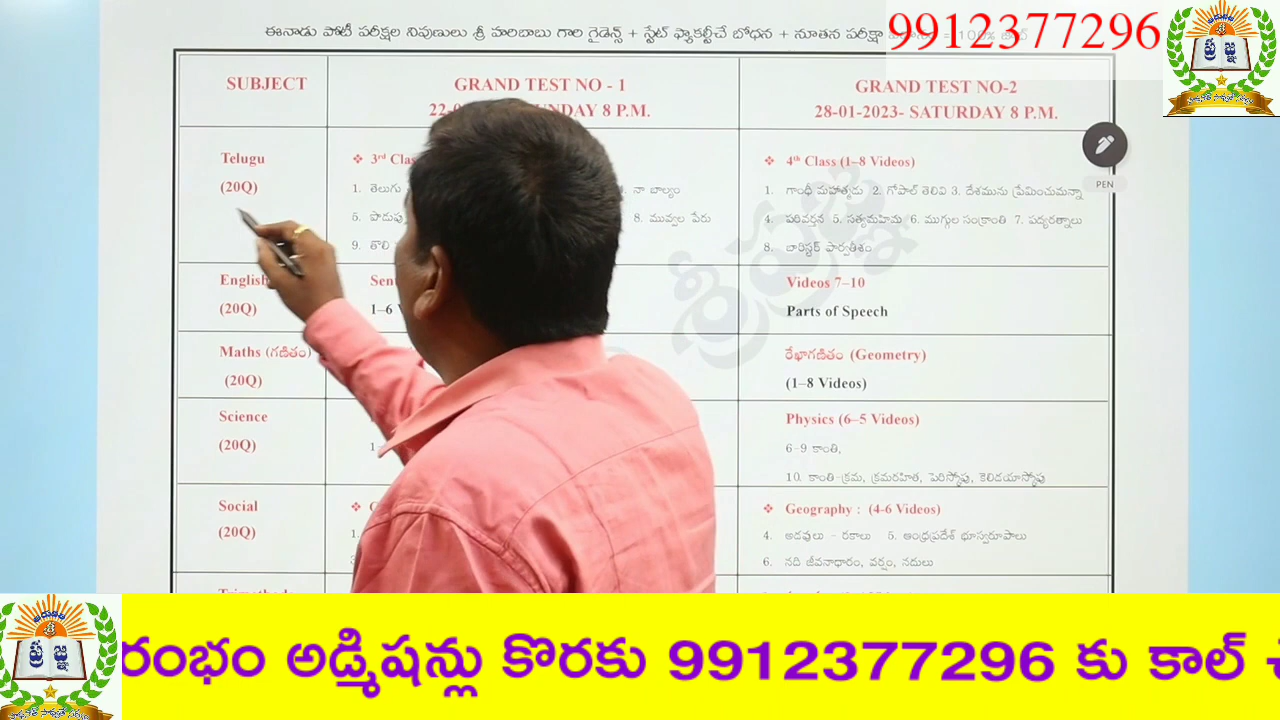 ఈనాడు పోటీ పరీక్షల నిపుణులు శ్రీ హరిబాబు గారి గైడెన్స్ + స్టేట్ ఫ్యాకల్టీచే బోధన + నూతన పరీక్షా = 100%
9912377296
SUBJECT
GRAND TEST NO - 1
GRAND TEST NO-2
8 P.M.
28-01-2023- SATURDAY 8 P.M.
Telugu
(20Q)
3rd
1. తెలుగు
నా బాల్యం
5. పొడుపు
8. మువ్వల పేరు
9. తొలి
4th Class (1–8 Videos)
1. గాంధీ మహాత్ముడు 2. గోపాల్ తెలివి 3. దేశమును ప్రేమించుమన్నా
4. పరివర్తన 5. సత్యమహిమ 6. ముగ్గుల సంక్రాంతి 7. పద్యరత్నాలు
8. బారిష్టర్ పార్వతీశం
PEN
English
(20Q)
1–6
Videos 7–10
Parts of Speech
Maths (గణితం)
(20Q)
రేఖాగణితం (Geometry)
(1–8 Videos)
Science
(20Q)
Physics (6–5 Videos)
6–9 కాంతి,
10. కాంతి-క్రమ, క్రమరహిత, పెరిస్కోపు, కెలిడయాస్కోపు
Social
(20Q)
1.
Geography : (4-6 Videos)
4. అడవులు - రకాలు 5. ఆంధ్రప్రదేశ్ భూస్వరూపాలు
6. నది జీవనాధారం, వర్షం, నదులు
శ్రీ ప్రజ్ఞ
రంభం అడ్మిషన్లు కొరకు 9912377296 కు కాల్